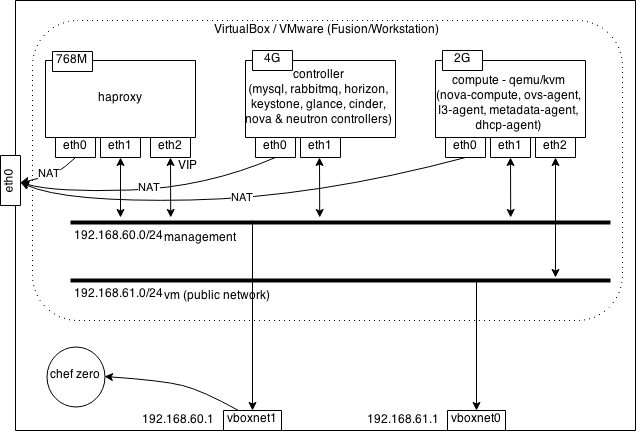 VirtualBox / VMware (Fusion/Workstation)
768M
haproxy
eth0
eth1
eth2
VIP
4G
controller
(mysql, rabbitmq, horizon,
keystone, glance, cinder,
nova & neutron controllers)
eth0
eth1
2G
compute - qemu/kvm
(nova-compute, ovs-agent,
l3-agent, metadata-agent,
dhcp-agent)
eth0
eth1
eth2
eth0
NAT
NAT
NAT
192.168.60.0/24 management
192.168.61.0/24 vm (public network)
chef zero
192.168.60.1
vboxnet1
192.168.61.1
vboxnet0